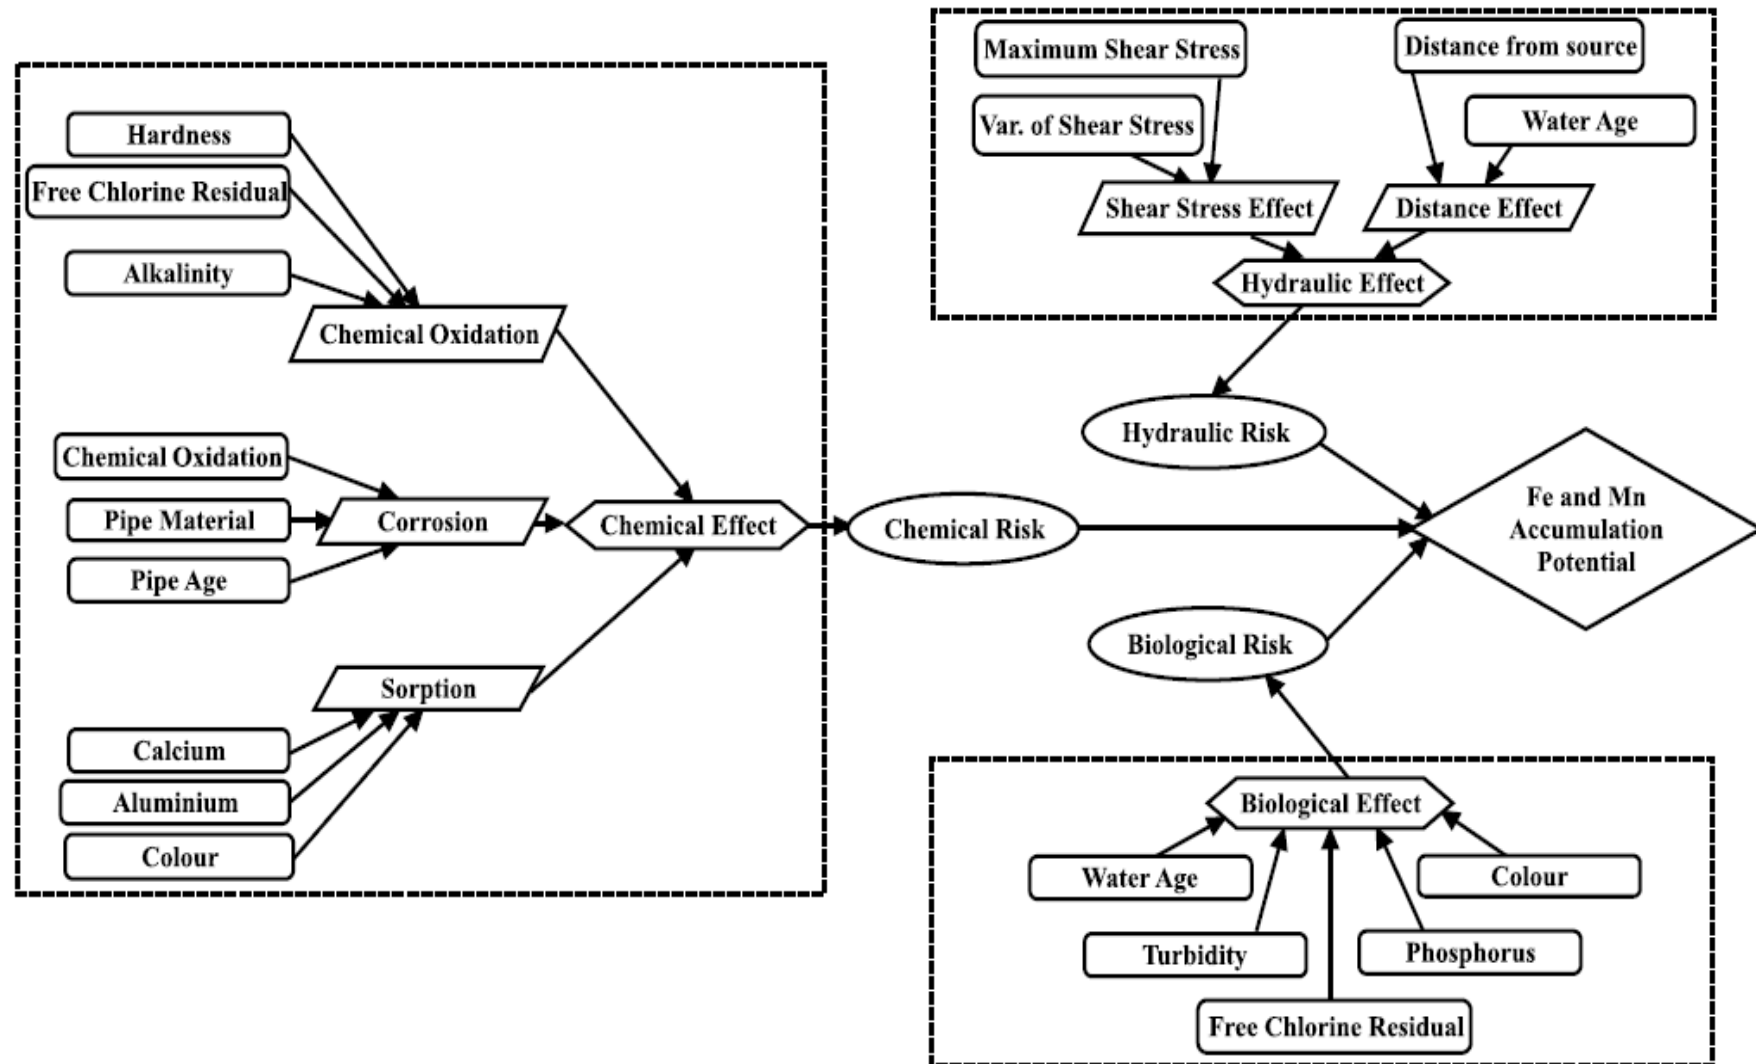 Maximum Shear Stress
Distance from source
Var. of Shear Stress
Water Age
Shear Stress Effect
Distance Effect
Hydraulic Effect
Hardness
Free Chlorine Residual
Alkalinity
Chemical Oxidation
Chemical Oxidation
Pipe Material
Pipe Age
Corrosion
Chemical Effect
Sorption
Calcium
Aluminium
Colour
Chemical Risk
Hydraulic Risk
Biological Risk
Fe and Mn
Accumulation
Potential
Biological Effect
Water Age
Colour
Turbidity
Phosphorus
Free Chlorine Residual